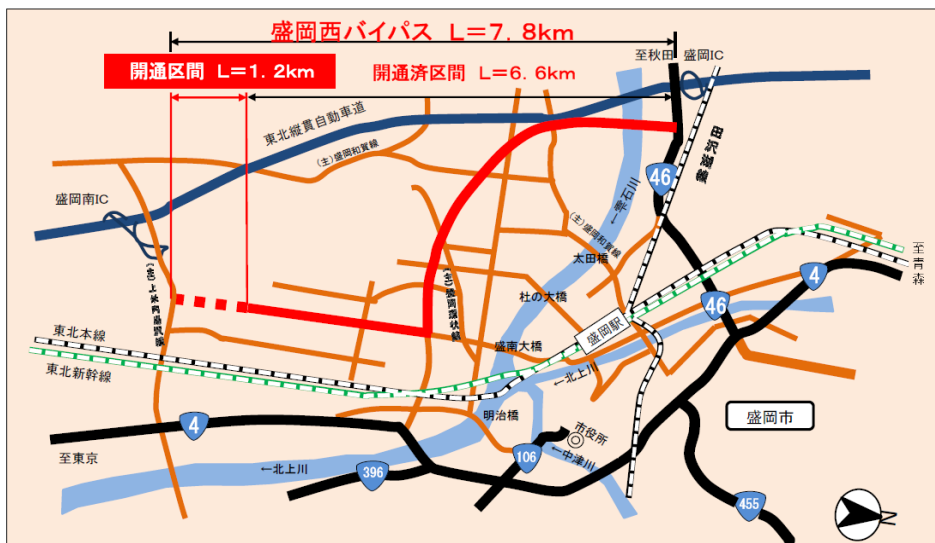 盛岡西バイパス L=7.8km
至秋田
盛岡IC
開通区間 L=1.2km
開通済区間 L=6.6km
東北縦貫自動車道
(主)盛岡和賀線
46
田沢湖線
盛岡南IC
←雫石川
(主)盛岡和賀線
太田橋
至青森
4
杜の大橋
46
盛岡駅
東北本線
盛南大橋
←北上川
東北新幹線
明治橋
4
市役所
盛岡市
至東京
←北上川
396
106
←中津川
455
N